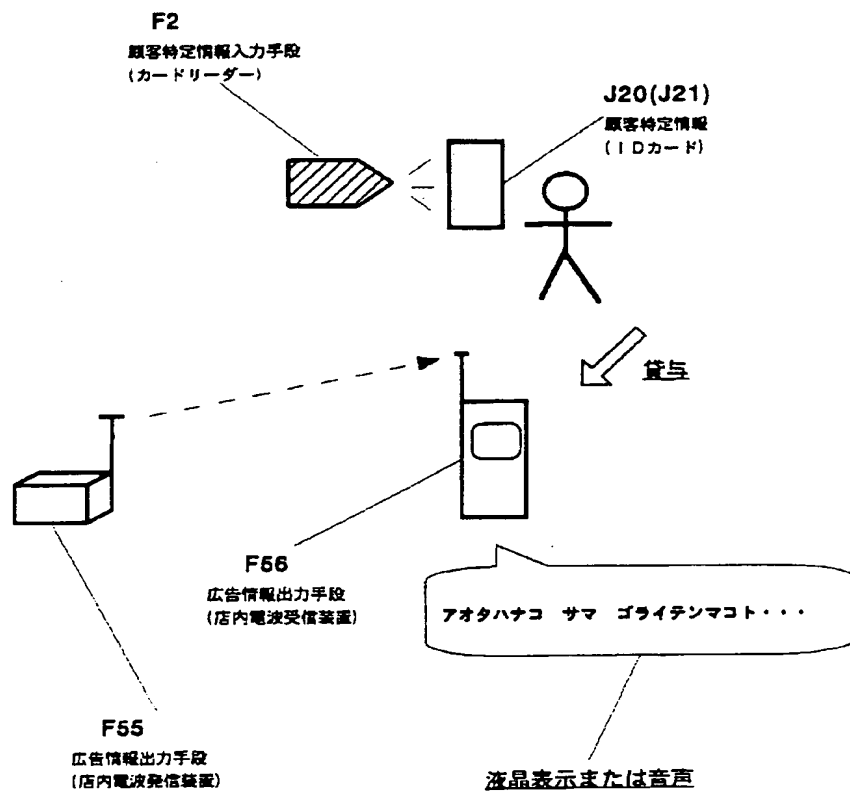 F2
顧客特定情報入力手段
(カードリーダー)
J20(J21)
顧客特定情報
(IDカード)
貸与
F56
広告情報出力手段
(店内電波受信装置)
アオタハナコ サマ ゴライテンマコト・・・
F55
広告情報出力手段
(店内電波発信装置)
液晶表示または音声